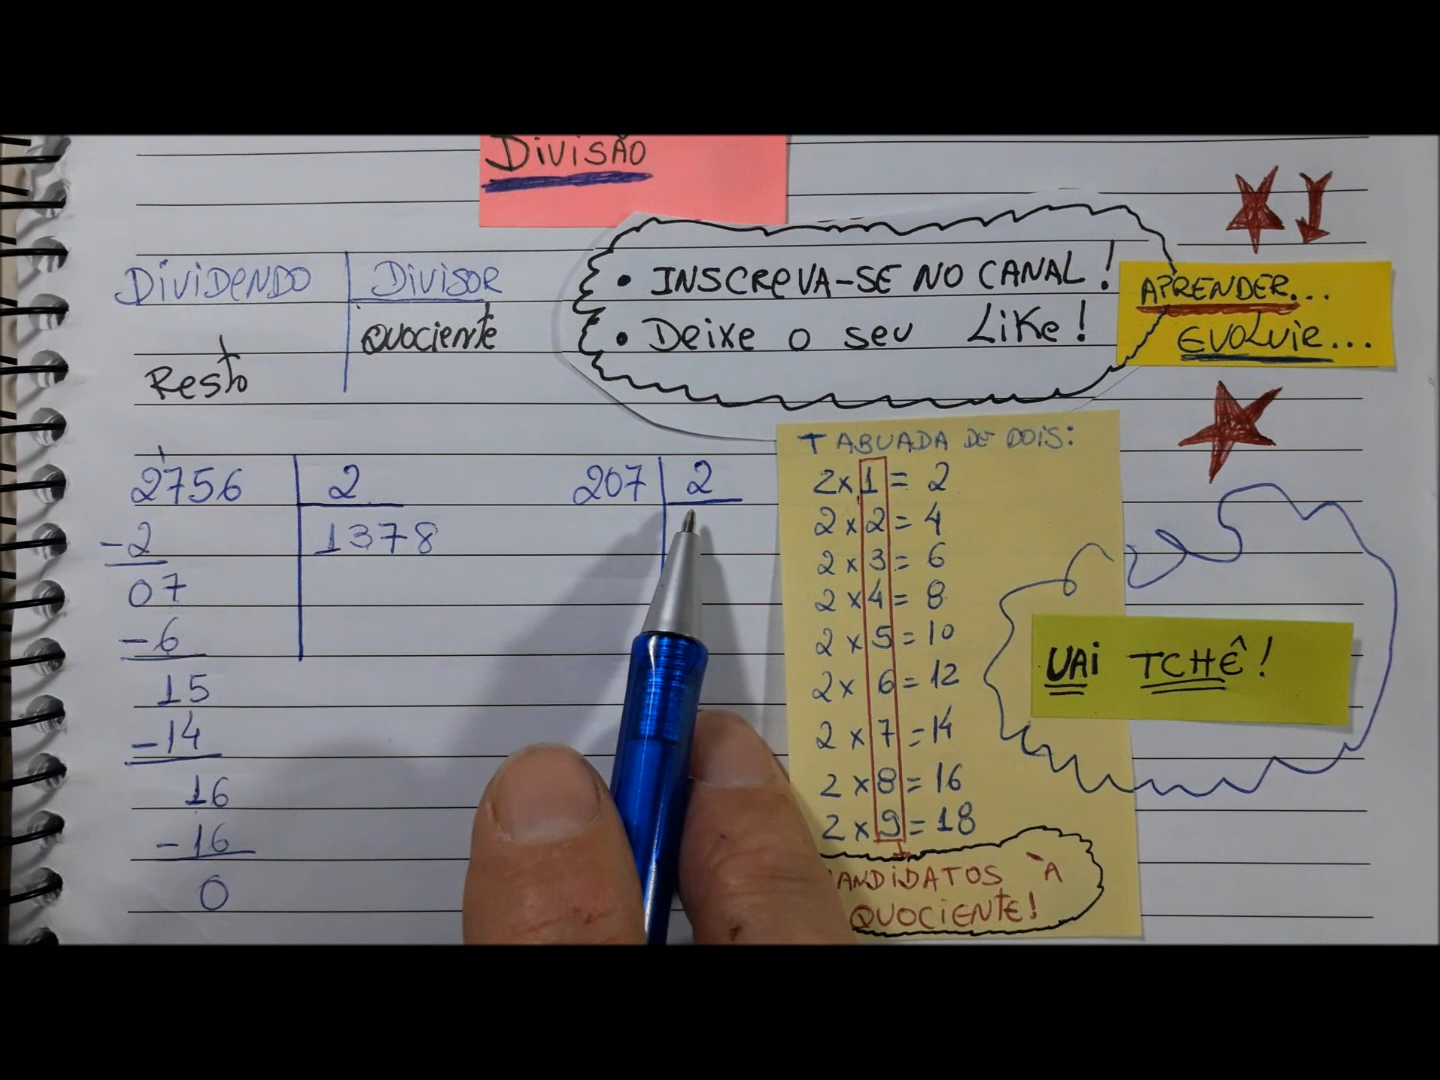 DIVISÃO
DIVIDENDO DIVISOR
QUOCIENTE
RESTO
• INSCREVA-SE NO CANAL!
• DEIXE O SEU LIKE!
APRENDER...
EVOLUIR...
2756 2
-2 1378
07
-6
15
-14
16
-16
0
207 2
TABUADA DE DOIS:
2x1=2
2x2=4
2x3=6
2x4=8
2x5=10
2x6=12
2x7=14
2x8=16
2x9=18
ANDIDATOS À
QUOCIENTE!
UAI TCHÊ!